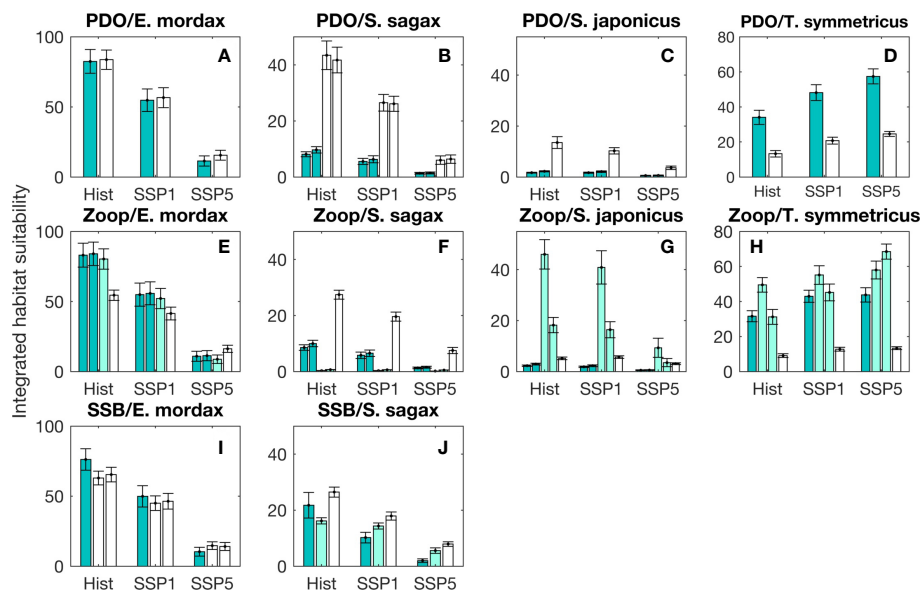 PDO/E. mordax PDO/S. sagax PDO/S. japonicus PDO/T. symmetricus
A B C D
100 50 0
40 20 0
40 20 0
80 60 40 20 0
Hist SSP1 SSP5 Hist SSP1 SSP5 Hist SSP1 SSP5 Hist SSP1 SSP5
Integrated habitat suitability
Zoop/E. mordax Zoop/S. sagax Zoop/S. japonicus Zoop/T. symmetricus
E F G H
100 50 0
50 40 20 0
40 20 0
80 60 40 20 0
Hist SSP1 SSP5 Hist SSP1 SSP5 Hist SSP1 SSP5 Hist SSP1 SSP5
SSB/E. mordax SSB/S. sagax
I J
100 50 0
40 20 0
Hist SSP1 SSP5 Hist SSP1 SSP5